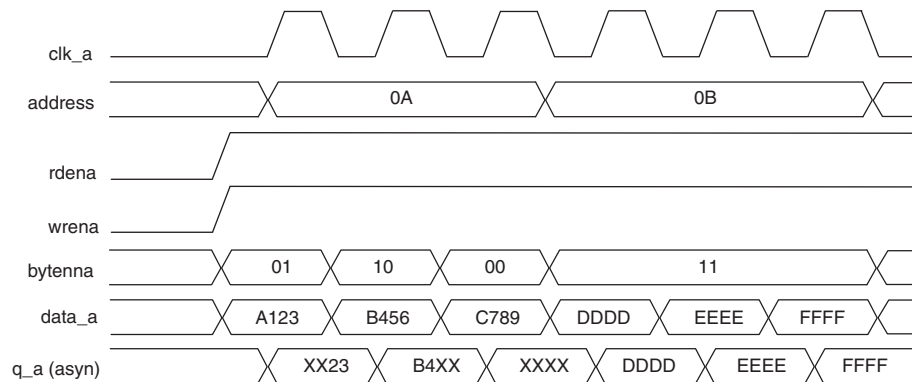 clk_a
address 0A 0B
rdena
wrena
bytenna 01 10 00 11
data_a A123 B456 C789 DDDD EEEE FFFF
q_a (asyn) XX23 B4XX XXXX DDDD EEEE FFFF